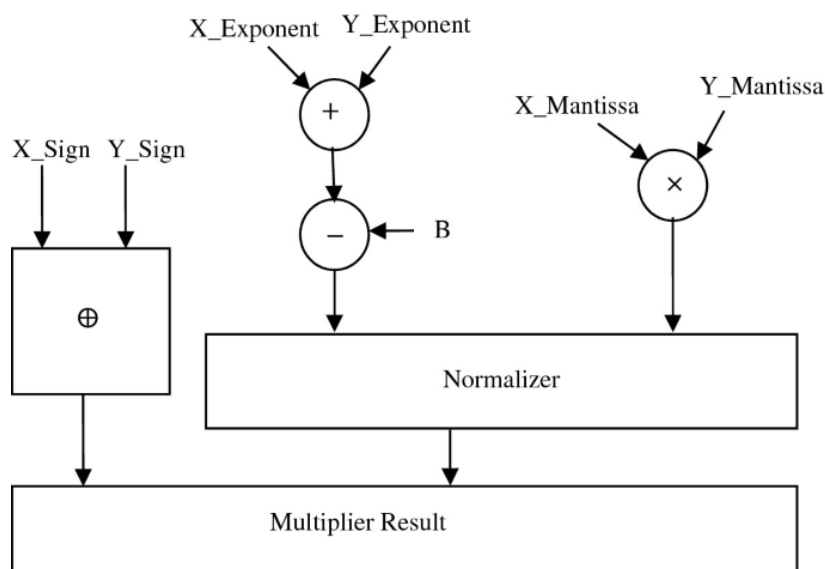 X_Exponent Y_Exponent
X_Mantissa Y_Mantissa
+
X_Sign Y_Sign
×
− B
⊕
Normalizer
Multiplier Result